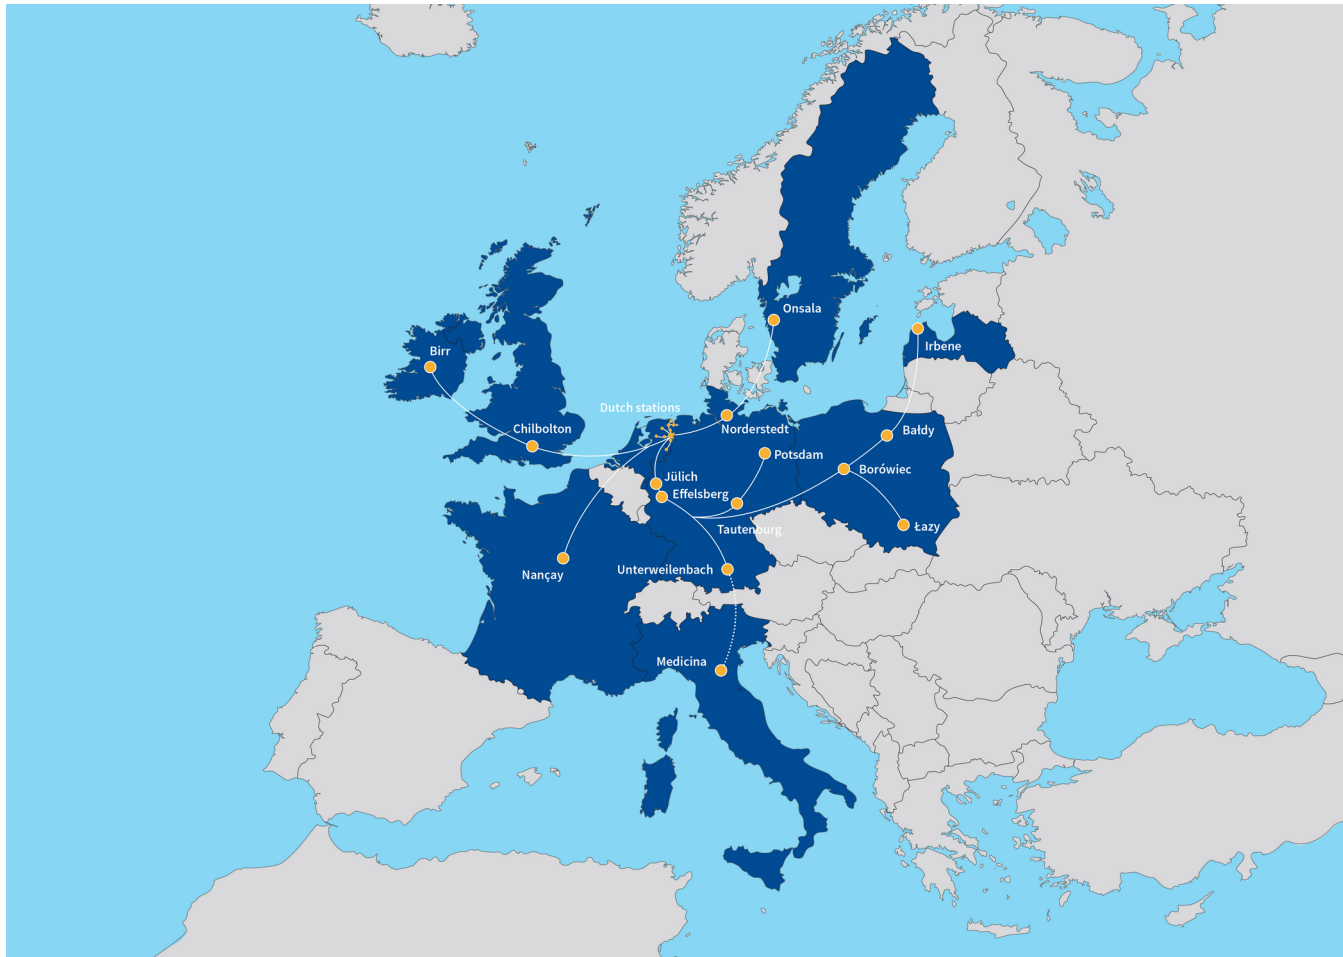 Onsala
Irbene
Birr
Dutch stations
Chilbolton
Norderstedt
Bałdy
Potsdam
Borówiec
Jülich
Effelsberg
Tautenburg
Łazy
Nançay
Unterweilenbach
Medicina